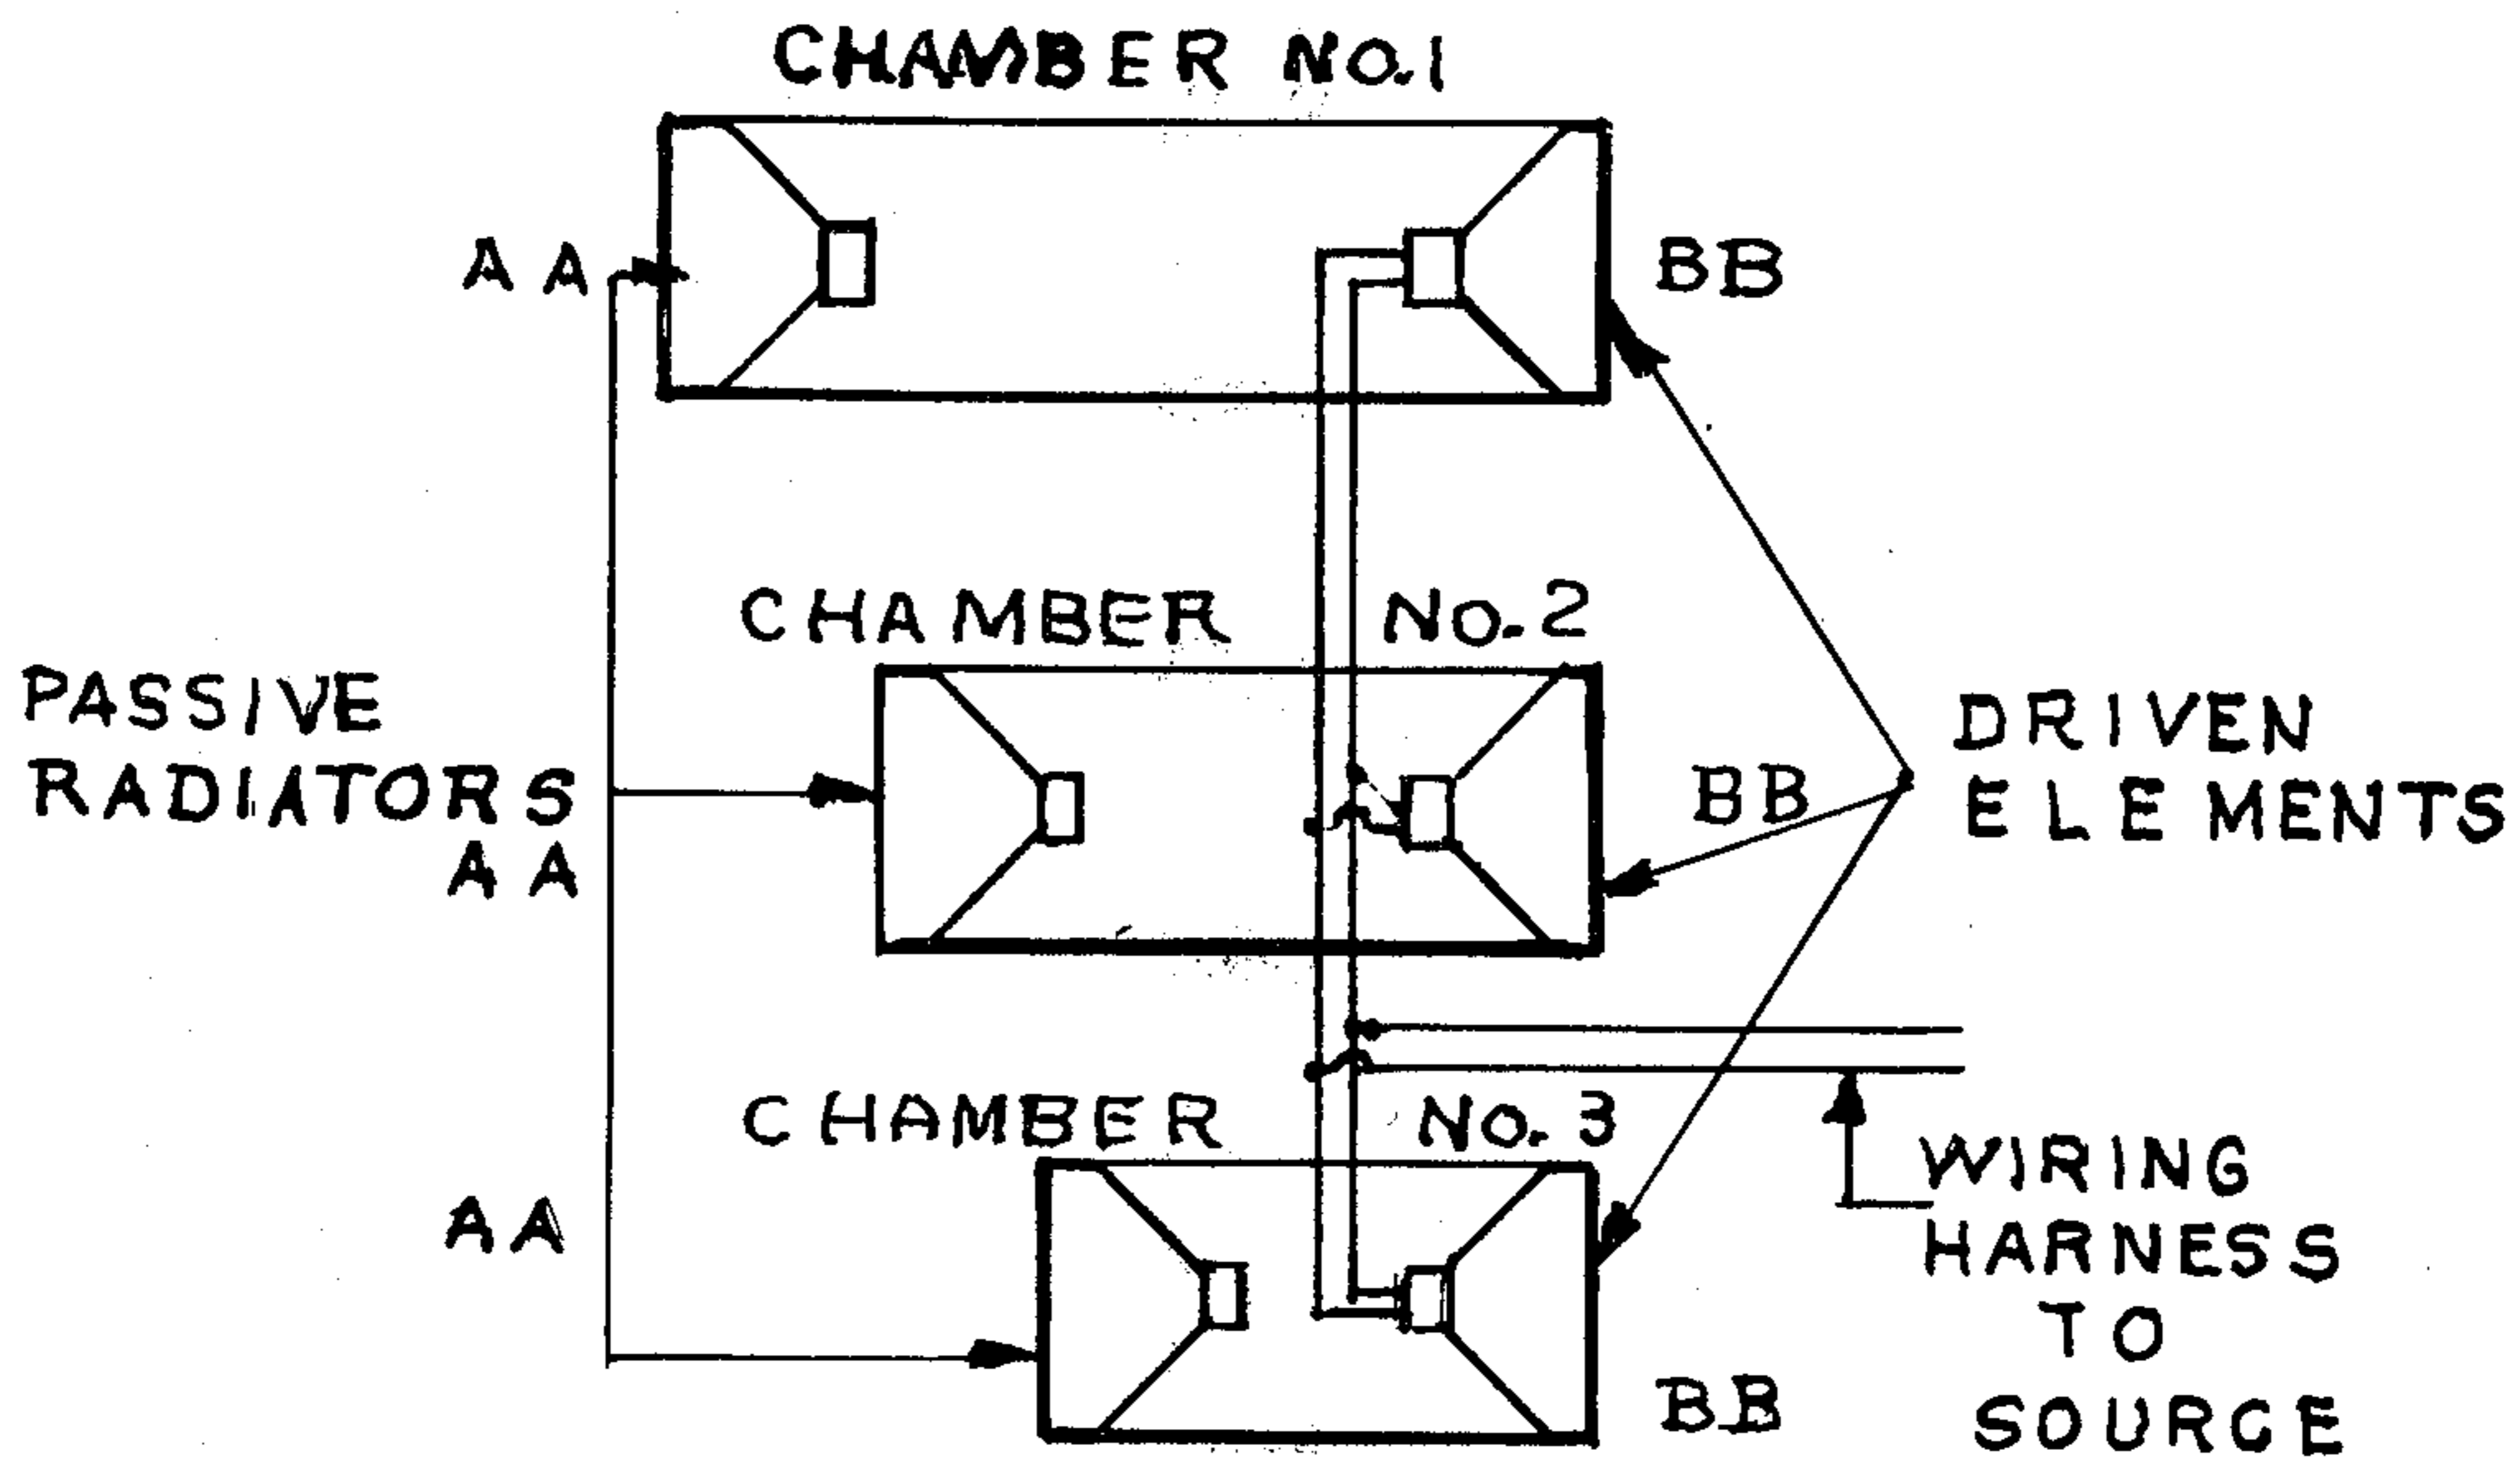 CHAMBER NO.1
AA
BB
CHAMBER NO.2
PASSIVE
RADIATORS
AA
BB
DRIVEN
ELEMENTS
CHAMBER NO.3
AA
BB
WIRING
HARNESS
TO
SOURCE